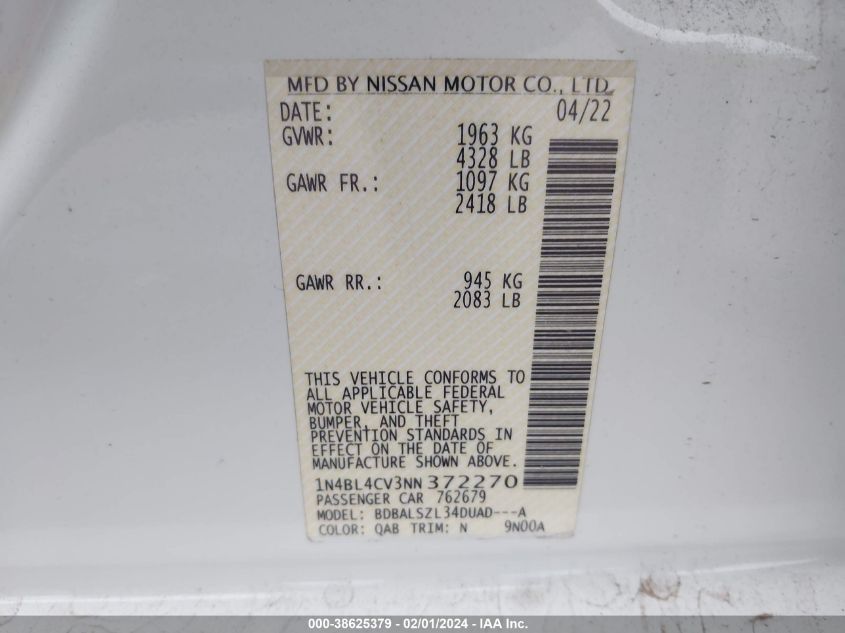 MFD BY NISSAN MOTOR CO., LTD.
DATE: 04/22
GVWR: 1963 KG
4328 LB
GAWR FR.: 1097 KG
2418 LB
GAWR RR.: 945 KG
2083 LB
THIS VEHICLE CONFORMS TO
ALL APPLICABLE FEDERAL
MOTOR VEHICLE SAFETY,
BUMPER, AND THEFT
PREVENTION STANDARDS IN
EFFECT ON THE DATE OF
MANUFACTURE SHOWN ABOVE.
1N4BL4CV3NN372270
PASSENGER CAR 762679
MODEL: BDBALSZL34DUAD---A
COLOR: QAB TRIM: N 9N00A
000-38625379 - 02/01/2024 - IAA Inc.